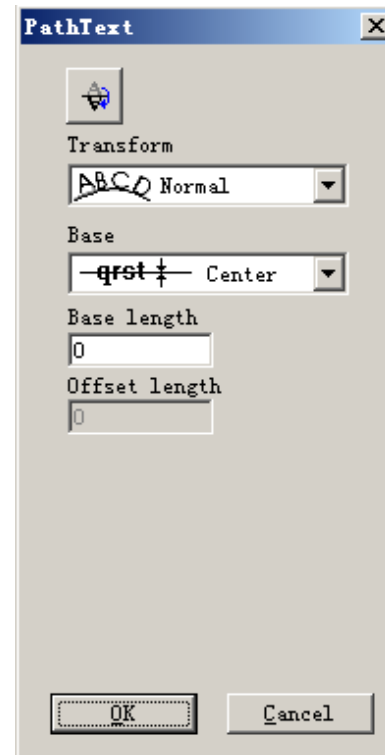 PathText
Transform
ABCD Normal
Base
qrst Center
Base length
0
Offset length
0
OK
Cancel